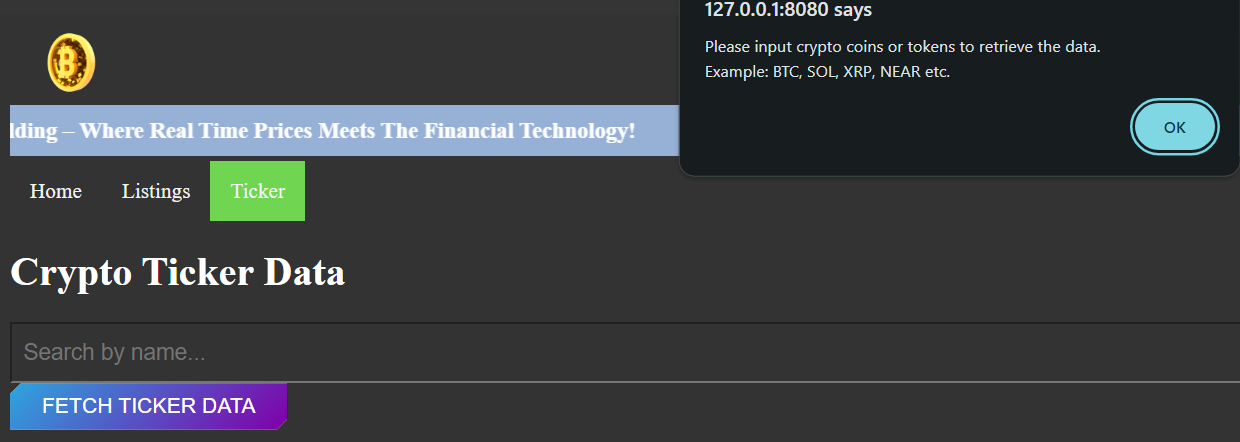 127.0.0.1:8080 says
Please input crypto coins or tokens to retrieve the data.
Example: BTC, SOL, XRP, NEAR etc.
OK
lding – Where Real Time Prices Meets The Financial Technology!
Home Listings Ticker
Crypto Ticker Data
Search by name...
FETCH TICKER DATA